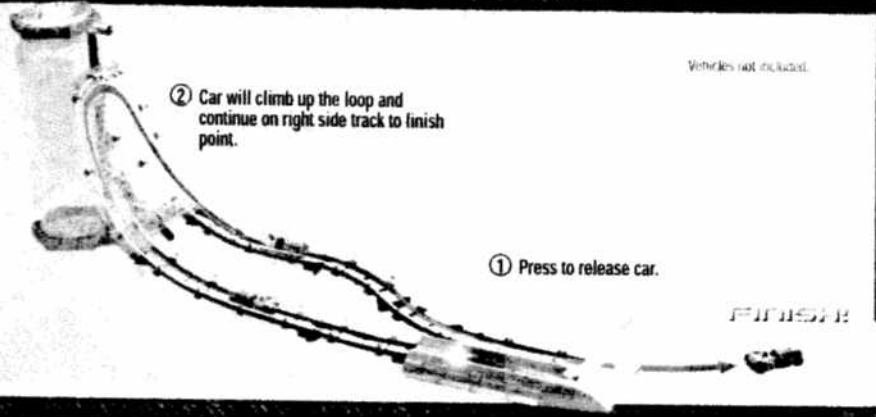 Vehicles not included.
② Car will climb up the loop and
continue on right side track to finish
point.
① Press to release car.
FINISH!